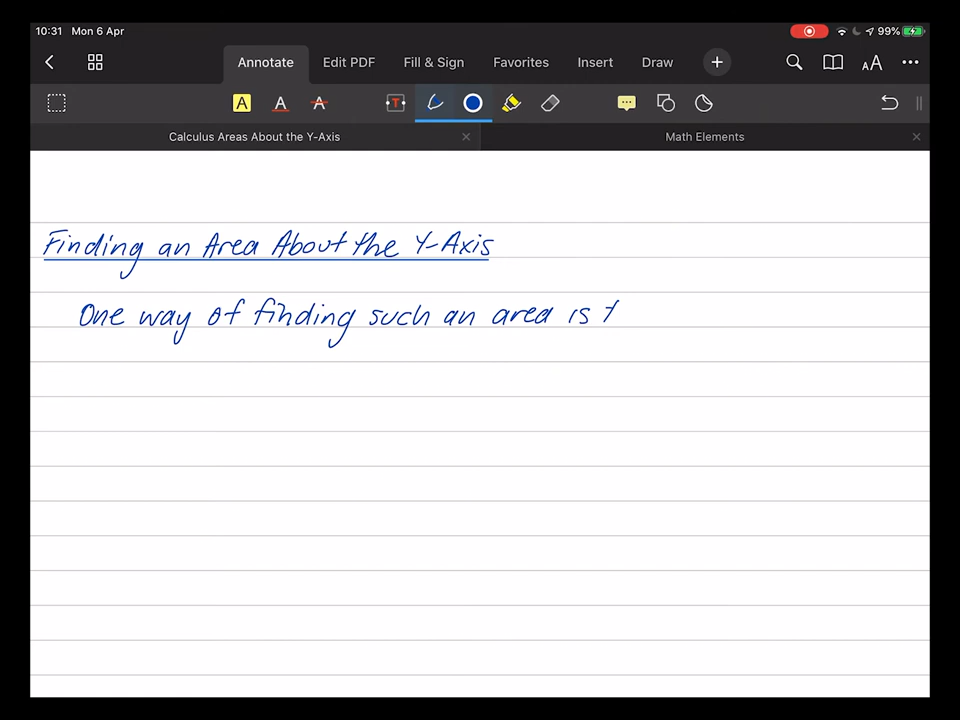 10:31 Mon 6 Apr 99%
Annotate Edit PDF Fill & Sign Favorites Insert Draw
Calculus Areas About the Y-Axis Math Elements
Finding an Area About the Y-Axis
One way of finding such an area is t